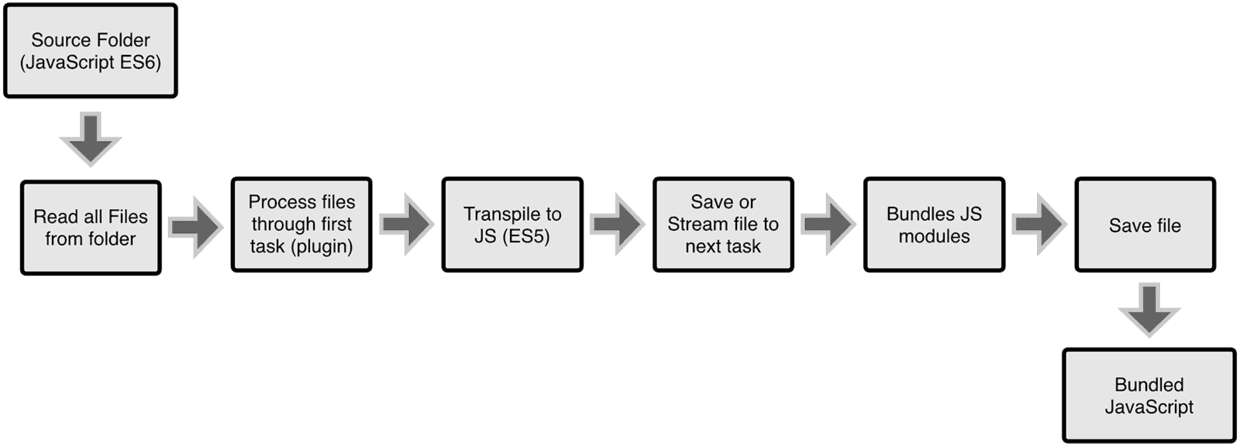 Source Folder
(JavaScript ES6)
Read all Files
from folder
Process files
through first
task (plugin)
Transpile to
JS (ES5)
Save or
Stream file to
next task
Bundles JS
modules
Save file
Bundled
JavaScript